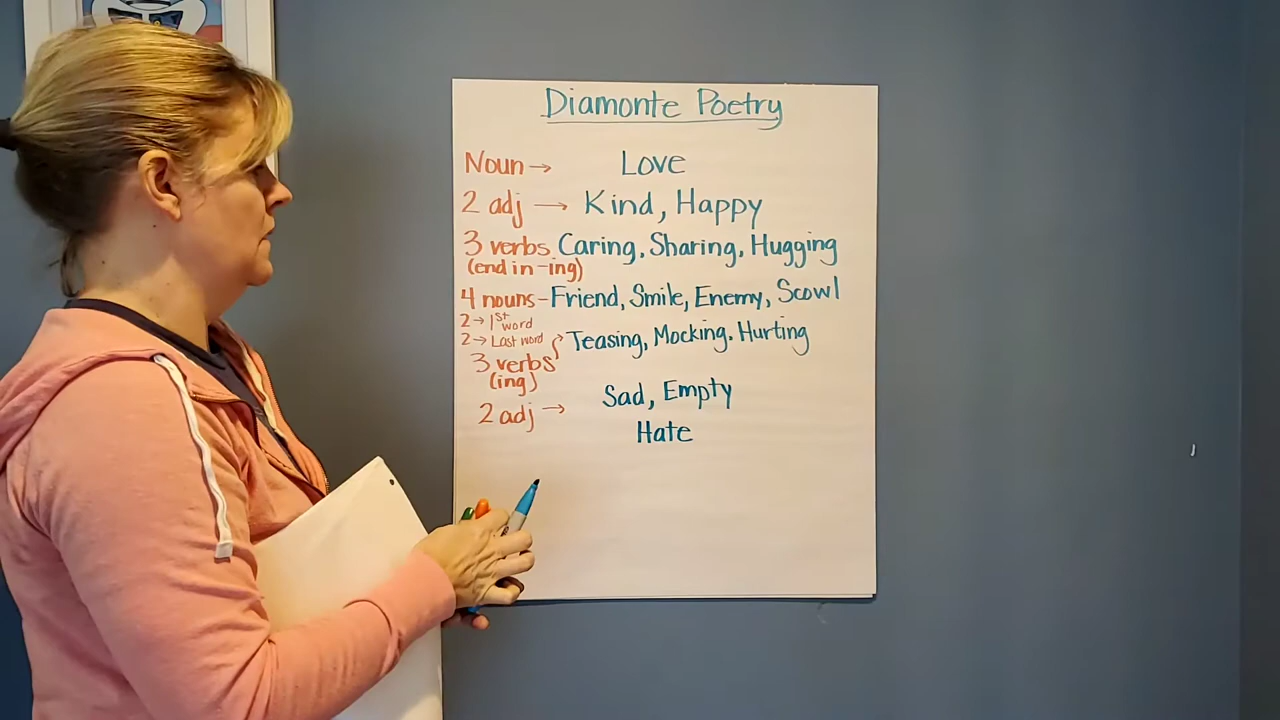 Diamonte Poetry
Noun → Love
2 adj → Kind, Happy
3 verbs Caring, Sharing, Hugging
(end in -ing)
4 nouns - Friend, Smile, Enemy, Scowl
2 → 1st word
2 → Last word
3 verbs Teasing, Mocking, Hurting
(ing)
2 adj → Sad, Empty
Hate